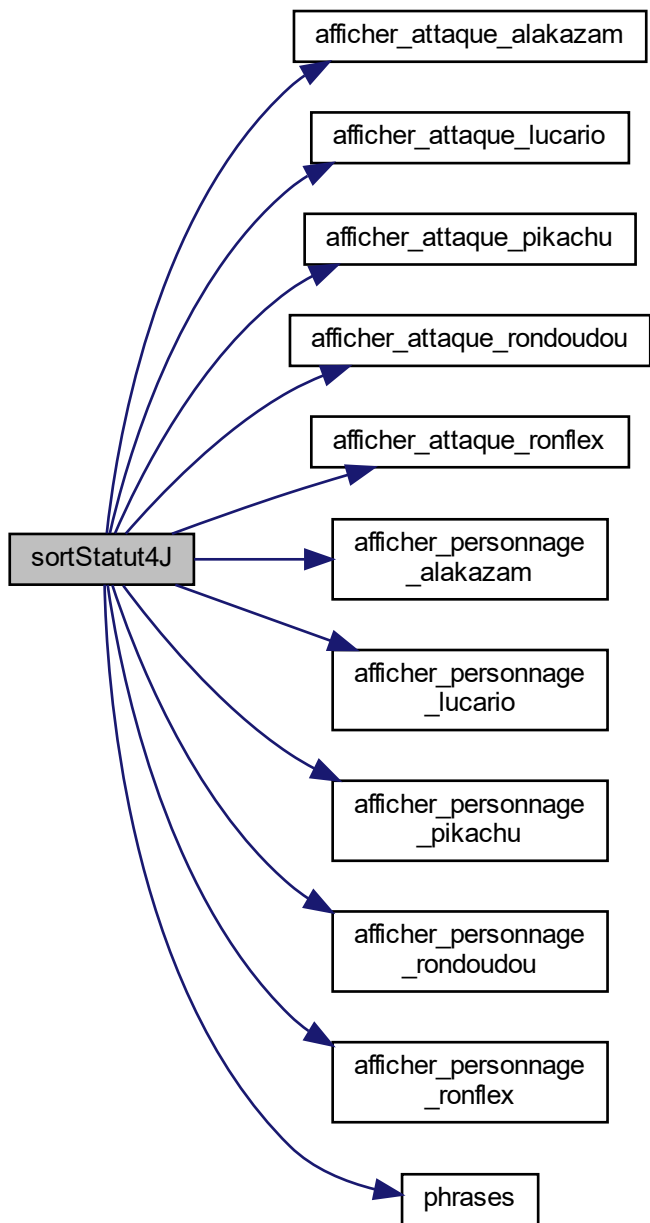 afficher_attaque_alakazam
afficher_attaque_lucario
afficher_attaque_pikachu
afficher_attaque_rondoudou
afficher_attaque_ronflex
sortStatut4J
afficher_personnage
_alakazam
afficher_personnage
_lucario
afficher_personnage
_pikachu
afficher_personnage
_rondoudou
afficher_personnage
_ronflex
phrases